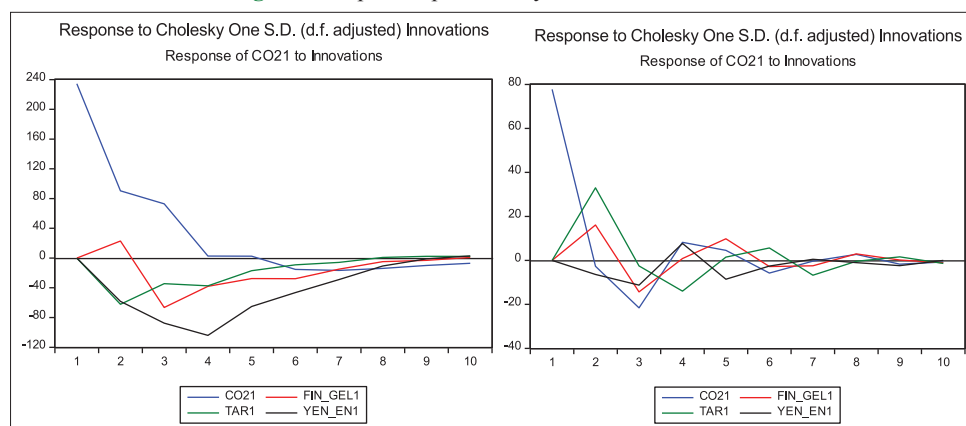 Response to Cholesky One S.D. (d.f. adjusted) Innovations
Response of CO21 to Innovations
240
200
160
120
80
40
0
-40
-80
-120
1 2 3 4 5 6 7 8 9 10
CO21 FIN_GEL1
TAR1 YEN_EN1
Response to Cholesky One S.D. (d.f. adjusted) Innovations
Response of CO21 to Innovations
80
60
40
20
0
-20
-40
1 2 3 4 5 6 7 8 9 10
CO21 FIN_GEL1
TAR1 YEN_EN1